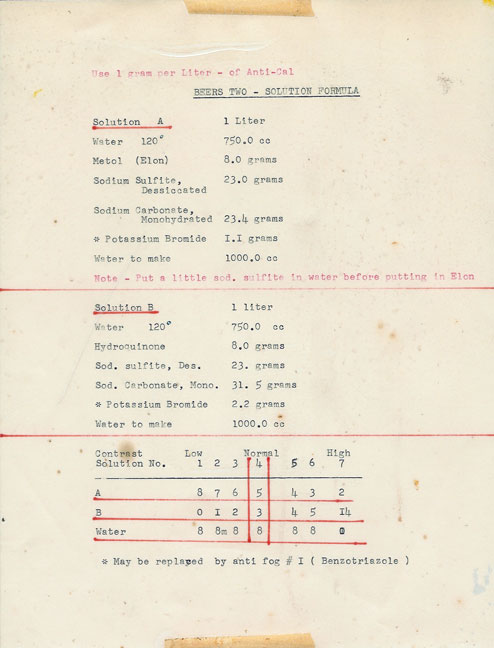 Use 1 gram per Liter - of Anti-Cal
BEERS TWO - SOLUTION FORMULA
Solution A 1 Liter
Water 120° 750.0 cc
Metol (Elon) 8.0 grams
Sodium Sulfite, 23.0 grams
Dessiccated
Sodium Carbonate,
Monohydrated 23.4 grams
* Potassium Bromide I.I grams
Water to make 1000.0 cc
Note - Put a little sod. sulfite in water before putting in Elon
Solution B 1 liter
Water 120° 750.0 cc
Hydroquinone 8.0 grams
Sod. sulfite, Des. 23. grams
Sod. Carbonate, Mono. 31. 5 grams
* Potassium Bromide 2.2 grams
Water to make 1000.0 cc
Contrast Low Normal High
Solution No. 1 2 3 4 5 6 7
A 8 7 6 5 4 3 2
B 0 I 2 3 4 5 I4
Water 8 8m 8 8 8 8 0
* May be replaced by anti fog # I ( Benzotriazole )